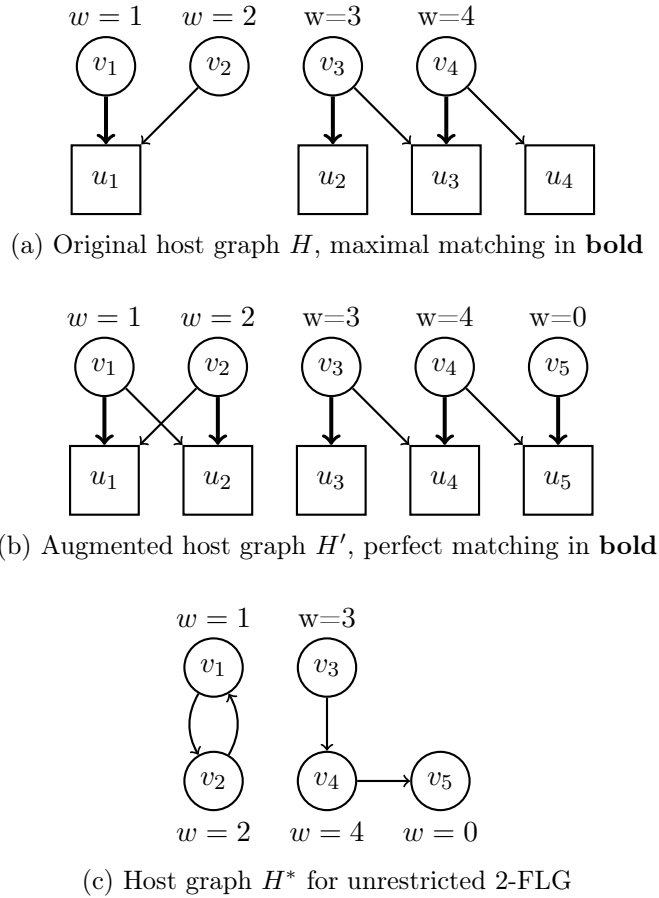 w = 1 w = 2 w=3 w=4
v₁ v₂ v₃ v₄
u₁ u₂ u₃ u₄
(a) Original host graph H, maximal matching in bold
w = 1 w = 2 w=3 w=4 w=0
v₁ v₂ v₃ v₄ v₅
u₁ u₂ u₃ u₄ u₅
b) Augmented host graph H′, perfect matching in bold
w = 1 w=3
v₁ v₃
v₂ v₄ v₅
w = 2 w = 4 w = 0
(c) Host graph H* for unrestricted 2-FLG